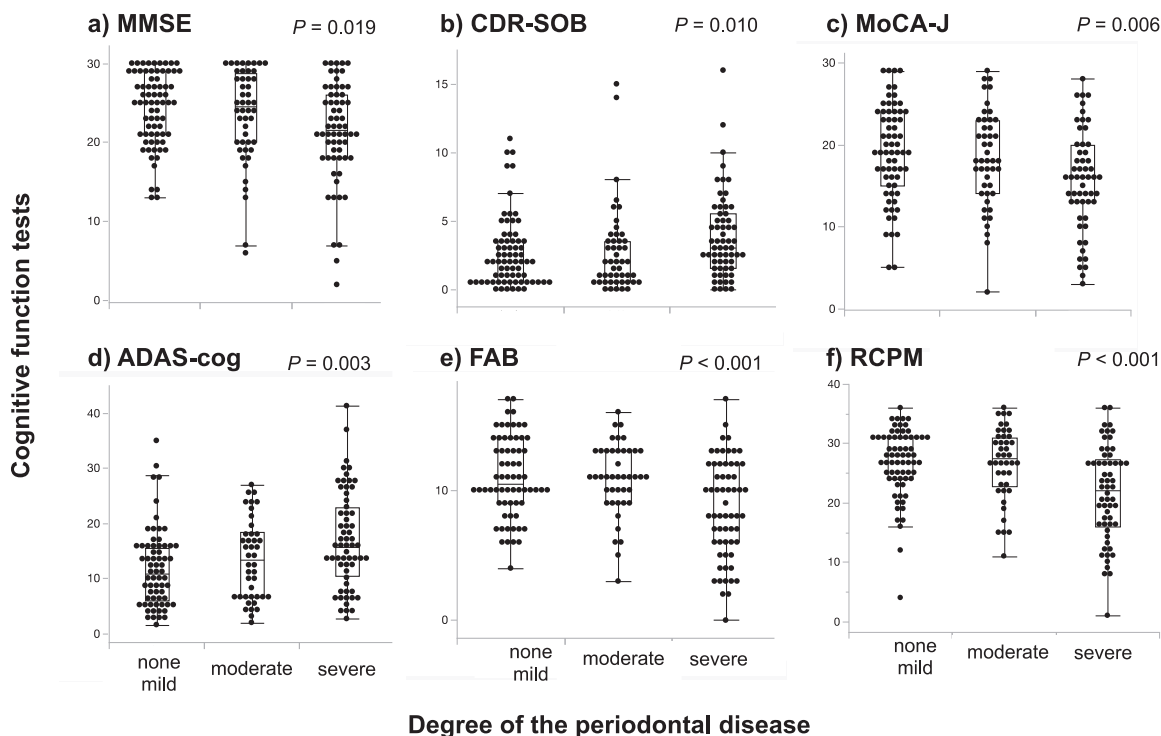 a) MMSE
P = 0.019
b) CDR-SOB
P = 0.010
c) MoCA-J
P = 0.006
30
20
10
0
15
10
5
0
30
20
10
0
d) ADAS-cog
P = 0.003
e) FAB
P < 0.001
f) RCPM
P < 0.001
40
30
20
10
0
10
0
40
30
20
10
0
none
mild
moderate
severe
none
mild
moderate
severe
none
mild
moderate
severe
Cognitive function tests
Degree of the periodontal disease